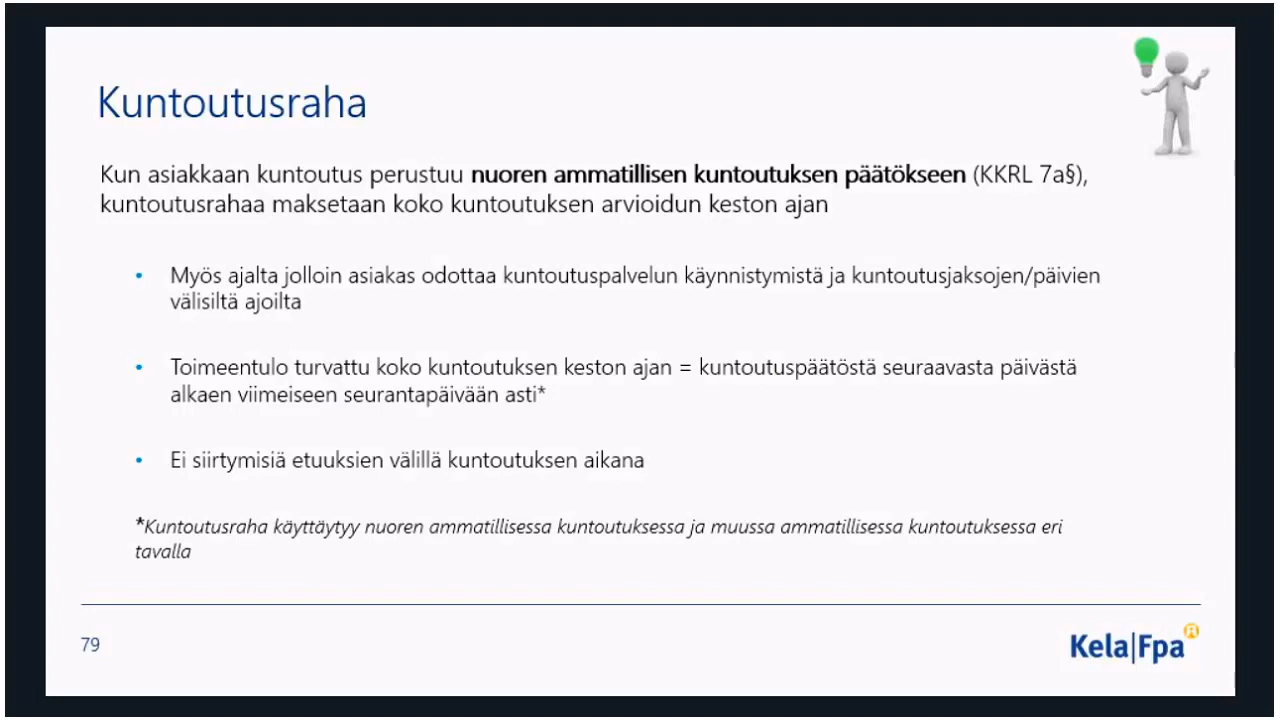 Kuntoutusraha
Kun asiakkaan kuntoutus perustuu nuoren ammatillisen kuntoutuksen päätökseen (KKRL 7a§),
kuntoutusrahaa maksetaan koko kuntoutuksen arvioidun keston ajan
• Myös ajalta jolloin asiakas odottaa kuntoutuspalvelun käynnistymistä ja kuntoutusjaksojen/päivien
välisiltä ajoilta
• Toimeentulo turvattu koko kuntoutuksen keston ajan = kuntoutuspäätöstä seuraavasta päivästä
alkaen viimeiseen seurantapäivään asti*
• Ei siirtymisiä etuuksien välillä kuntoutuksen aikana
*Kuntoutusraha käyttäytyy nuoren ammatillisessa kuntoutuksessa ja muussa ammatillisessa kuntoutuksessa eri
tavalla
79
Kela|Fpa